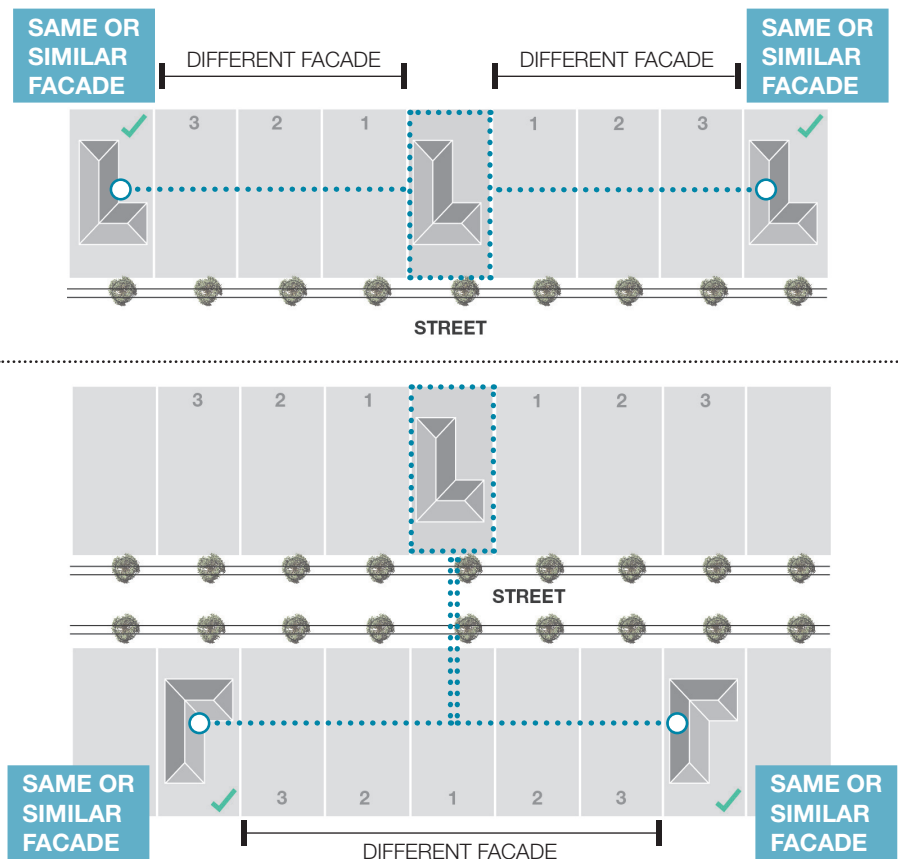 SAME OR
SIMILAR
FACADE
DIFFERENT FACADE
DIFFERENT FACADE
SAME OR
SIMILAR
FACADE
3 2 1 1 2 3
STREET
3 2 1 1 2 3
STREET
SAME OR
SIMILAR
FACADE
3 2 1 2 3
DIFFERENT FACADE
SAME OR
SIMILAR
FACADE